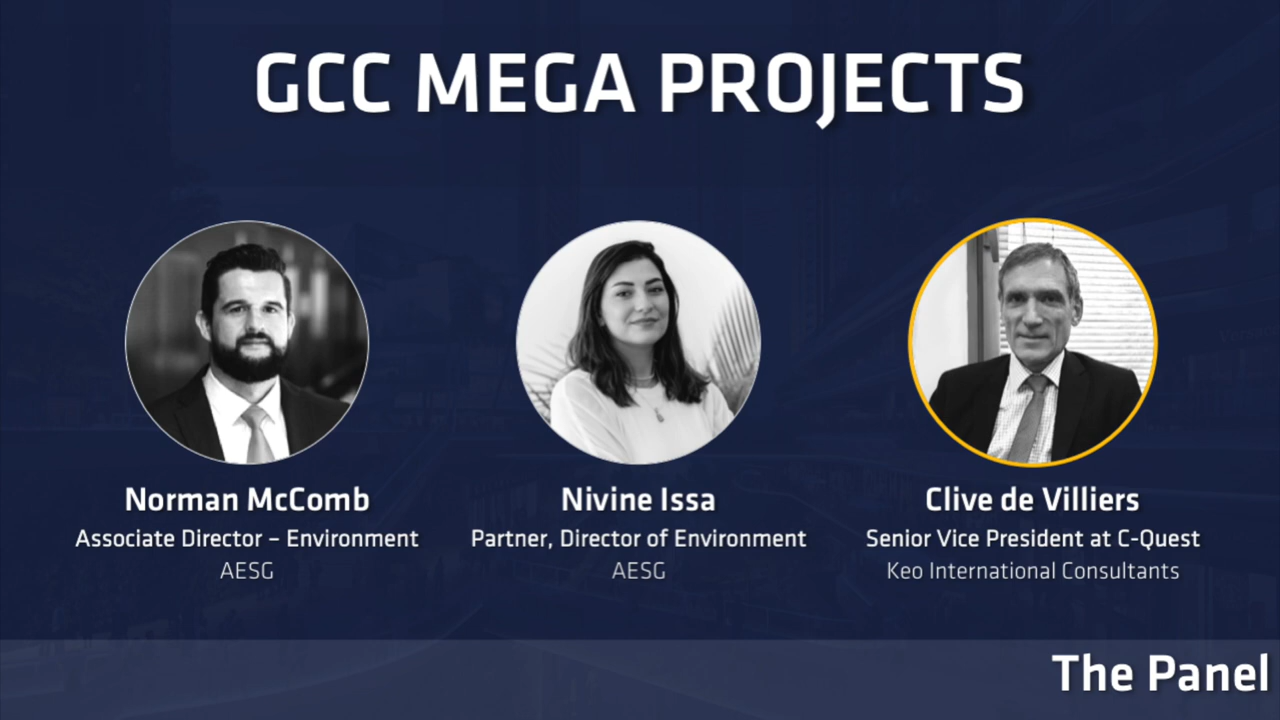 GCC MEGA PROJECTS
Norman McComb
Associate Director – Environment
AESG
Nivine Issa
Partner, Director of Environment
AESG
Clive de Villiers
Senior Vice President at C-Quest
Keo International Consultants
The Panel